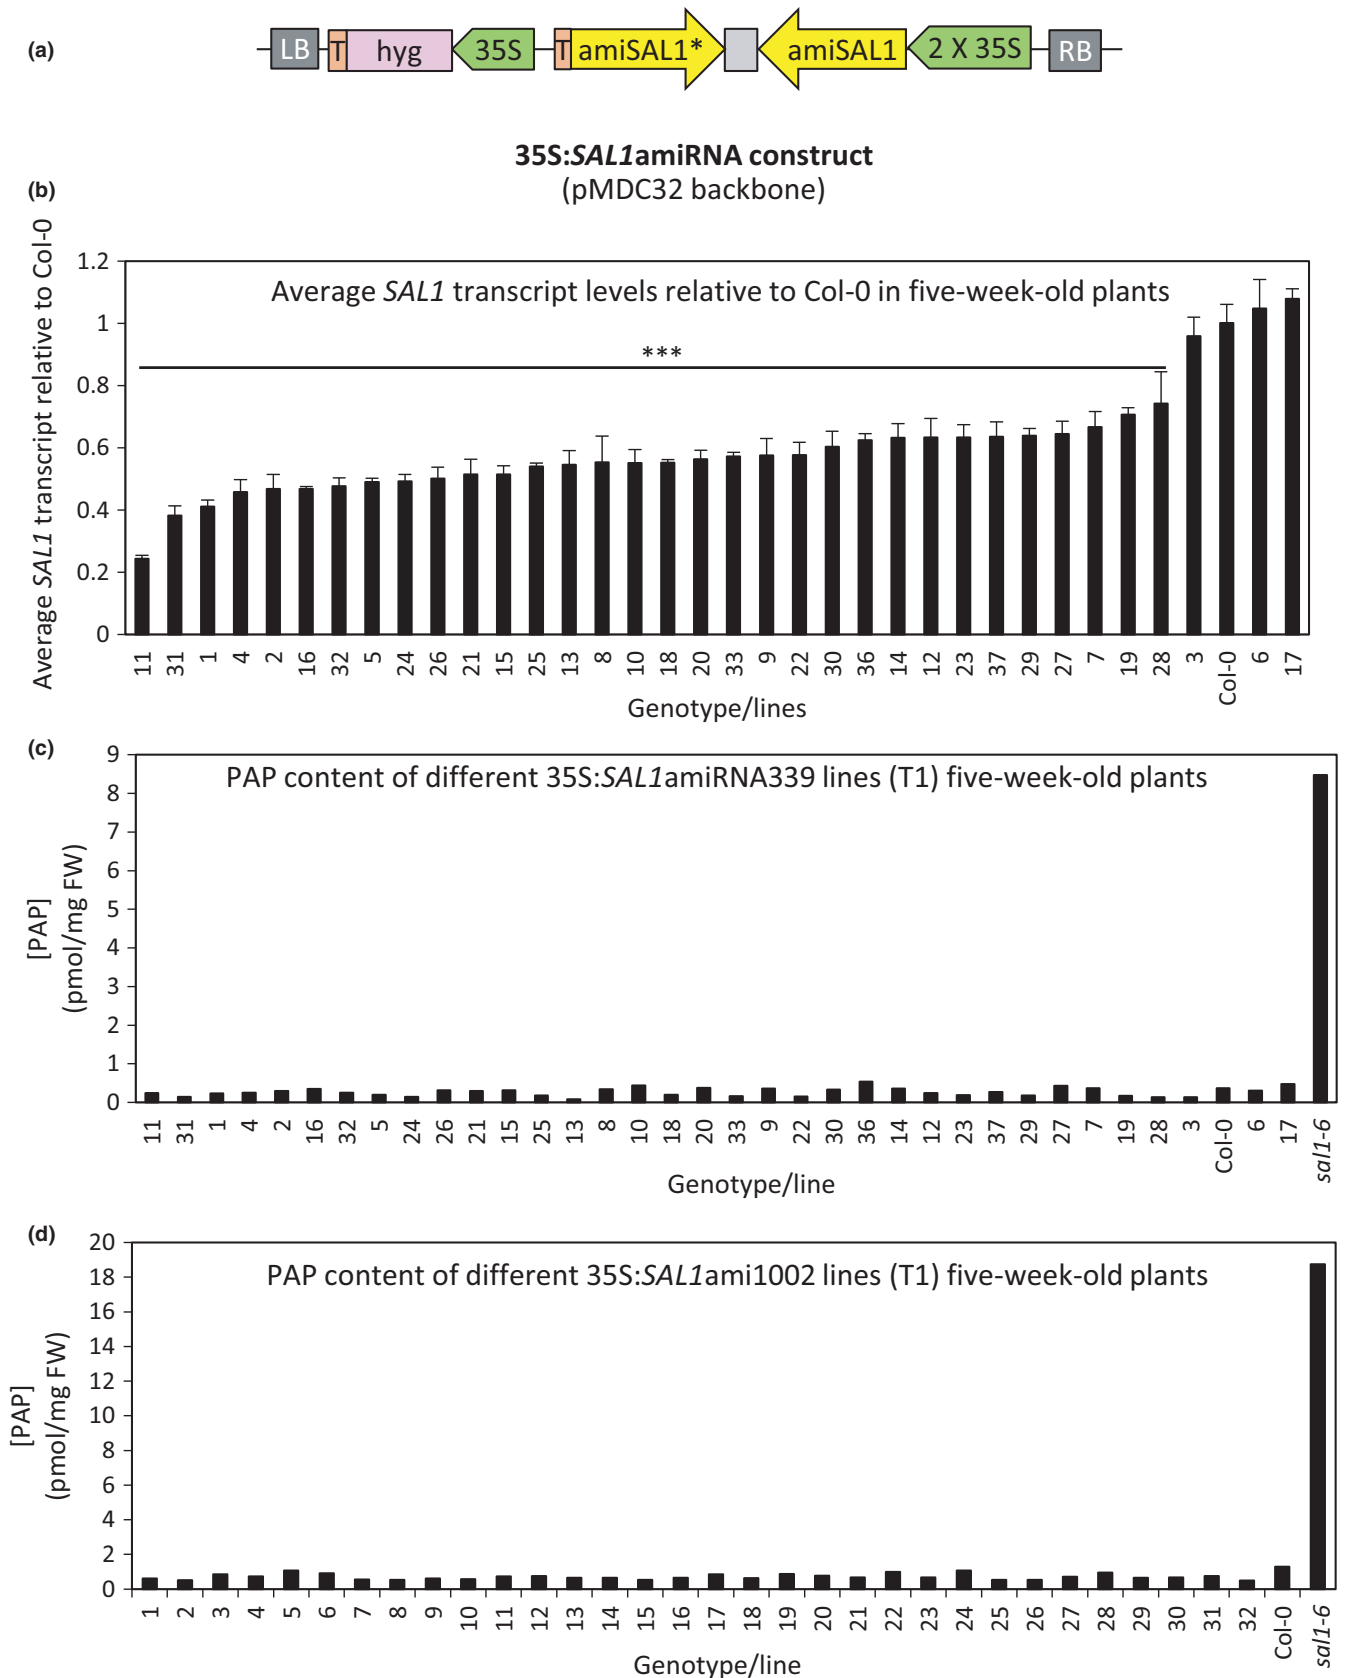 (a)
LB T hyg 35S T amiSAL1* amiSAL1 2 X 35S RB
35S:SAL1amiRNA construct
(pMDC32 backbone)
(b)
Average SAL1 transcript relative to Col-0
Average SAL1 transcript levels relative to Col-0 in five-week-old plants
***
1.2
1
0.8
0.6
0.4
0.2
0
11 31 1 4 2 16 32 5 24 26 21 15 25 13 8 10 18 20 33 9 22 30 36 14 12 23 37 29 27 7 19 28 3 Col-0 6 17
Genotype/lines
(c)
PAP content of different 35S:SAL1amiRNA339 lines (T1) five-week-old plants
[PAP]
(pmol/mg FW)
9
8
7
6
5
4
3
2
1
0
11 31 1 4 2 16 32 5 24 26 21 15 25 13 8 10 18 20 33 9 22 30 36 14 12 23 37 29 27 7 19 28 3 Col-0 6 17 sal1-6
Genotype/line
(d)
PAP content of different 35S:SAL1ami1002 lines (T1) five-week-old plants
[PAP]
(pmol/mg FW)
20
18
16
14
12
10
8
6
4
2
0
1 2 3 4 5 6 7 8 9 10 11 12 13 14 15 16 17 18 19 20 21 22 23 24 25 26 27 28 29 30 31 32 Col-0 sal1-6
Genotype/line